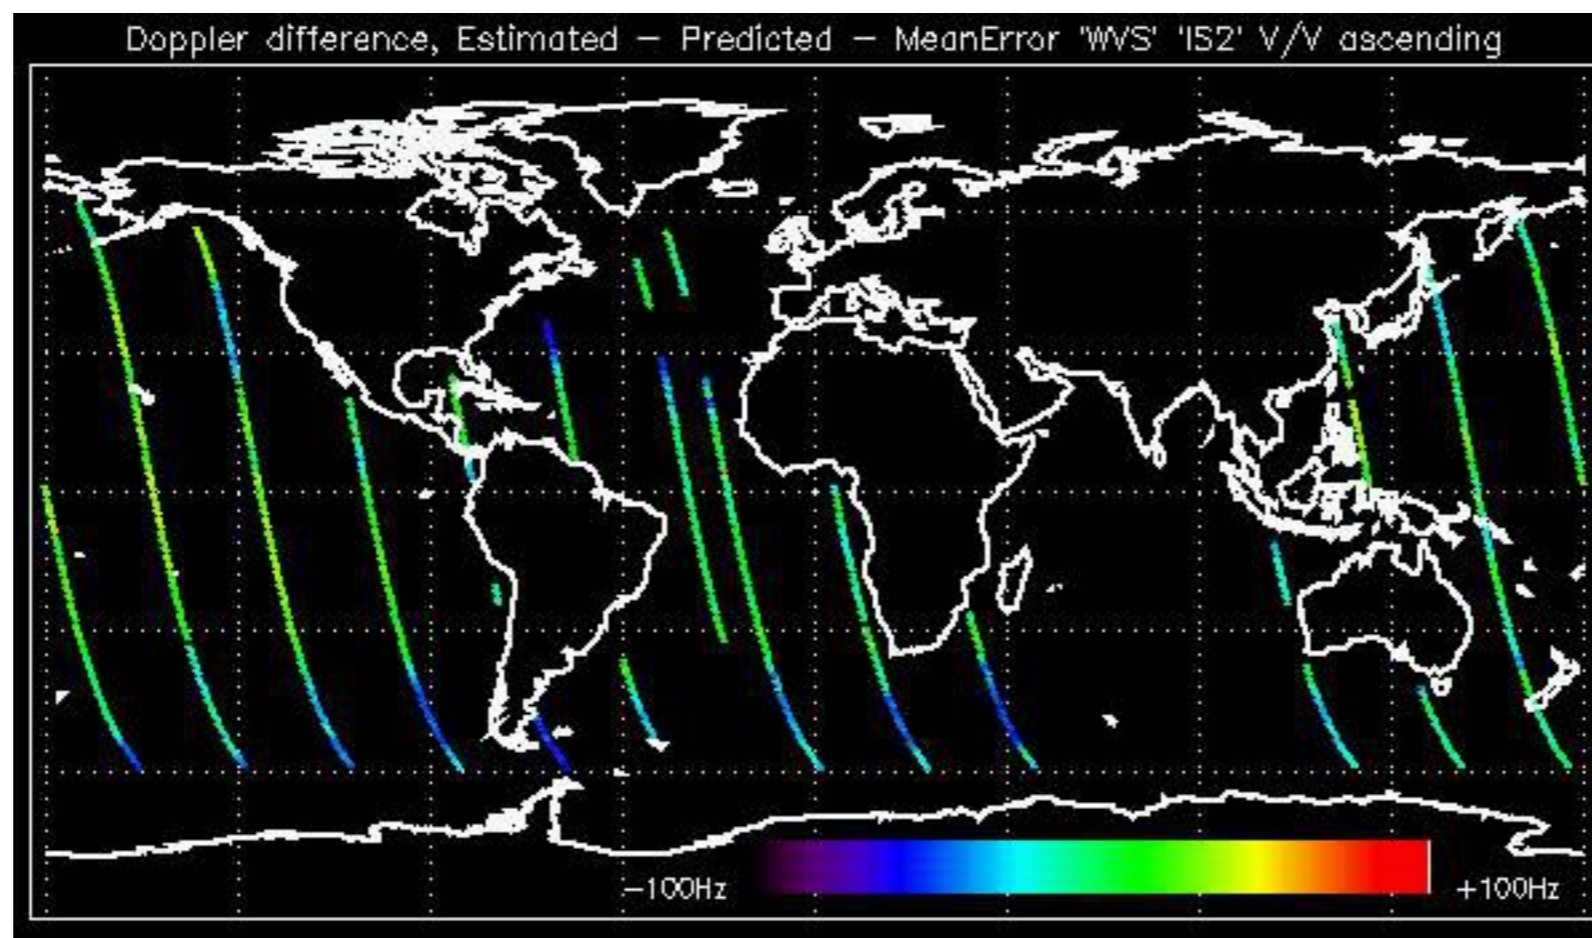 Doppler difference, Estimated – Predicted – MeanError 'WVS' 'IS2' V/V ascending
–100Hz
+100Hz